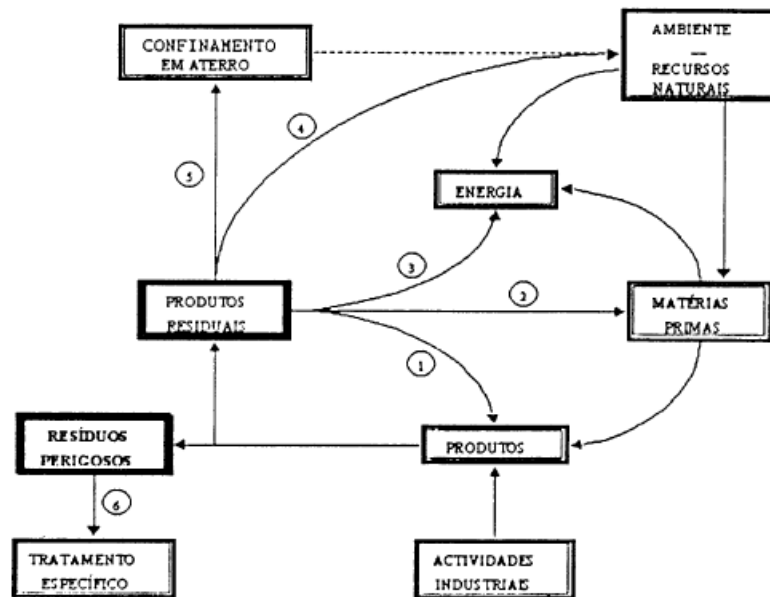 CONFINAMENTO
EM ATERRO
AMBIENTE
—
RECURSOS
NATURAIS
4
5
ENERGIA
3
2
PRODUTOS
RESIDUAIS
MATÉRIAS
PRIMAS
1
RESÍDUOS
PERIGOSOS
PRODUTOS
6
TRATAMENTO
ESPECÍFICO
ACTIVIDADES
INDUSTRIAIS